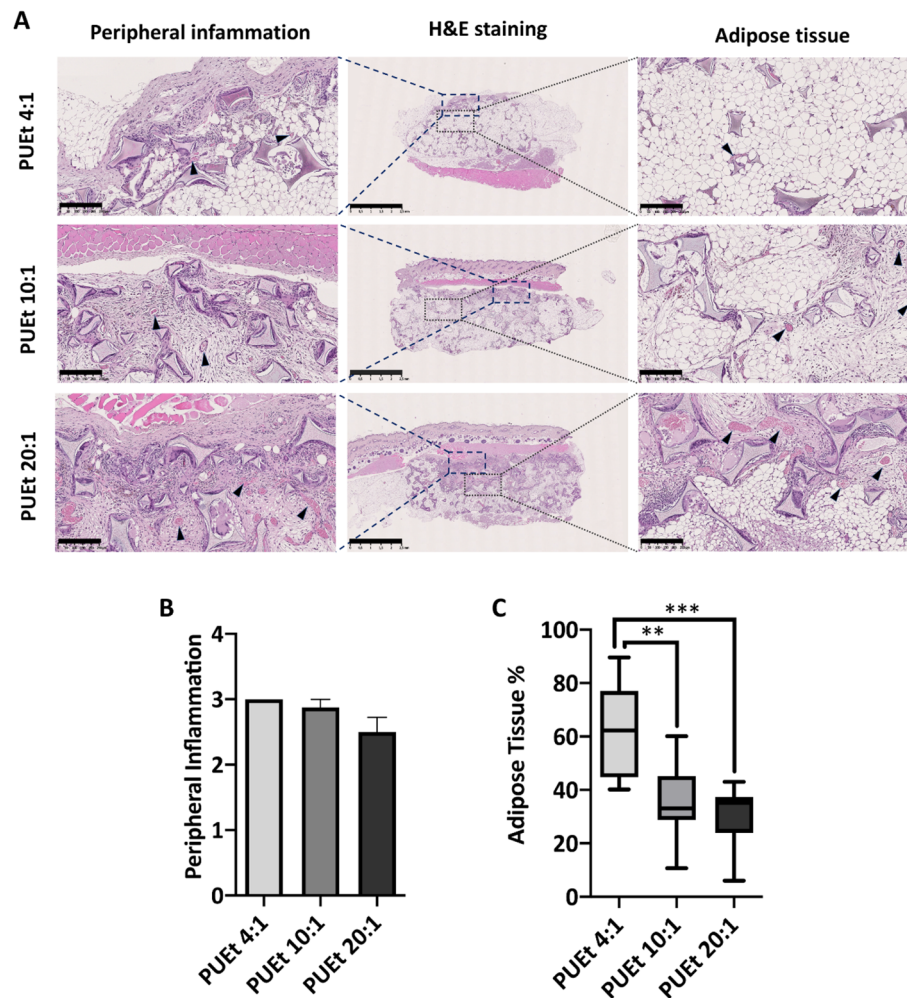 A
Peripheral infammation
H&E staining
Adipose tissue
PUEt 4:1
PUEt 10:1
PUEt 20:1
B
Peripheral Inflammation
4
3
2
1
0
PUEt 4:1
PUEt 10:1
PUEt 20:1
C
Adipose Tissue %
100
80
60
40
20
0
**
***
PUEt 4:1
PUEt 10:1
PUEt 20:1